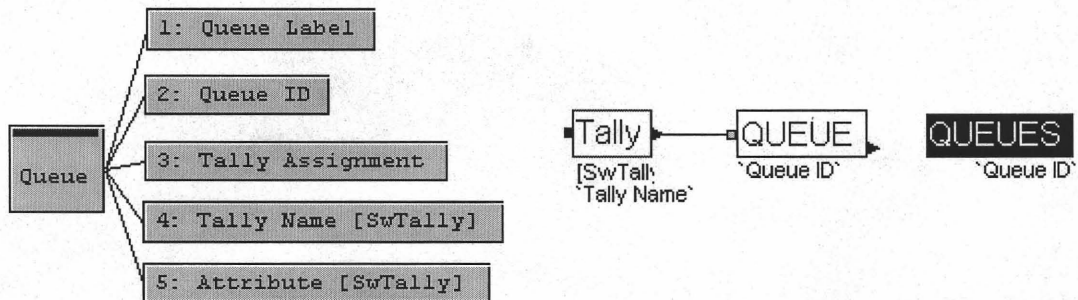 1: Queue Label
2: Queue ID
3: Tally Assignment
Queue
4: Tally Name [SwTally]
5: Attribute [SwTally]
Tally
[SwTally
`Tally Name`
QUEUE
`Queue ID`
QUEUES
`Queue ID`